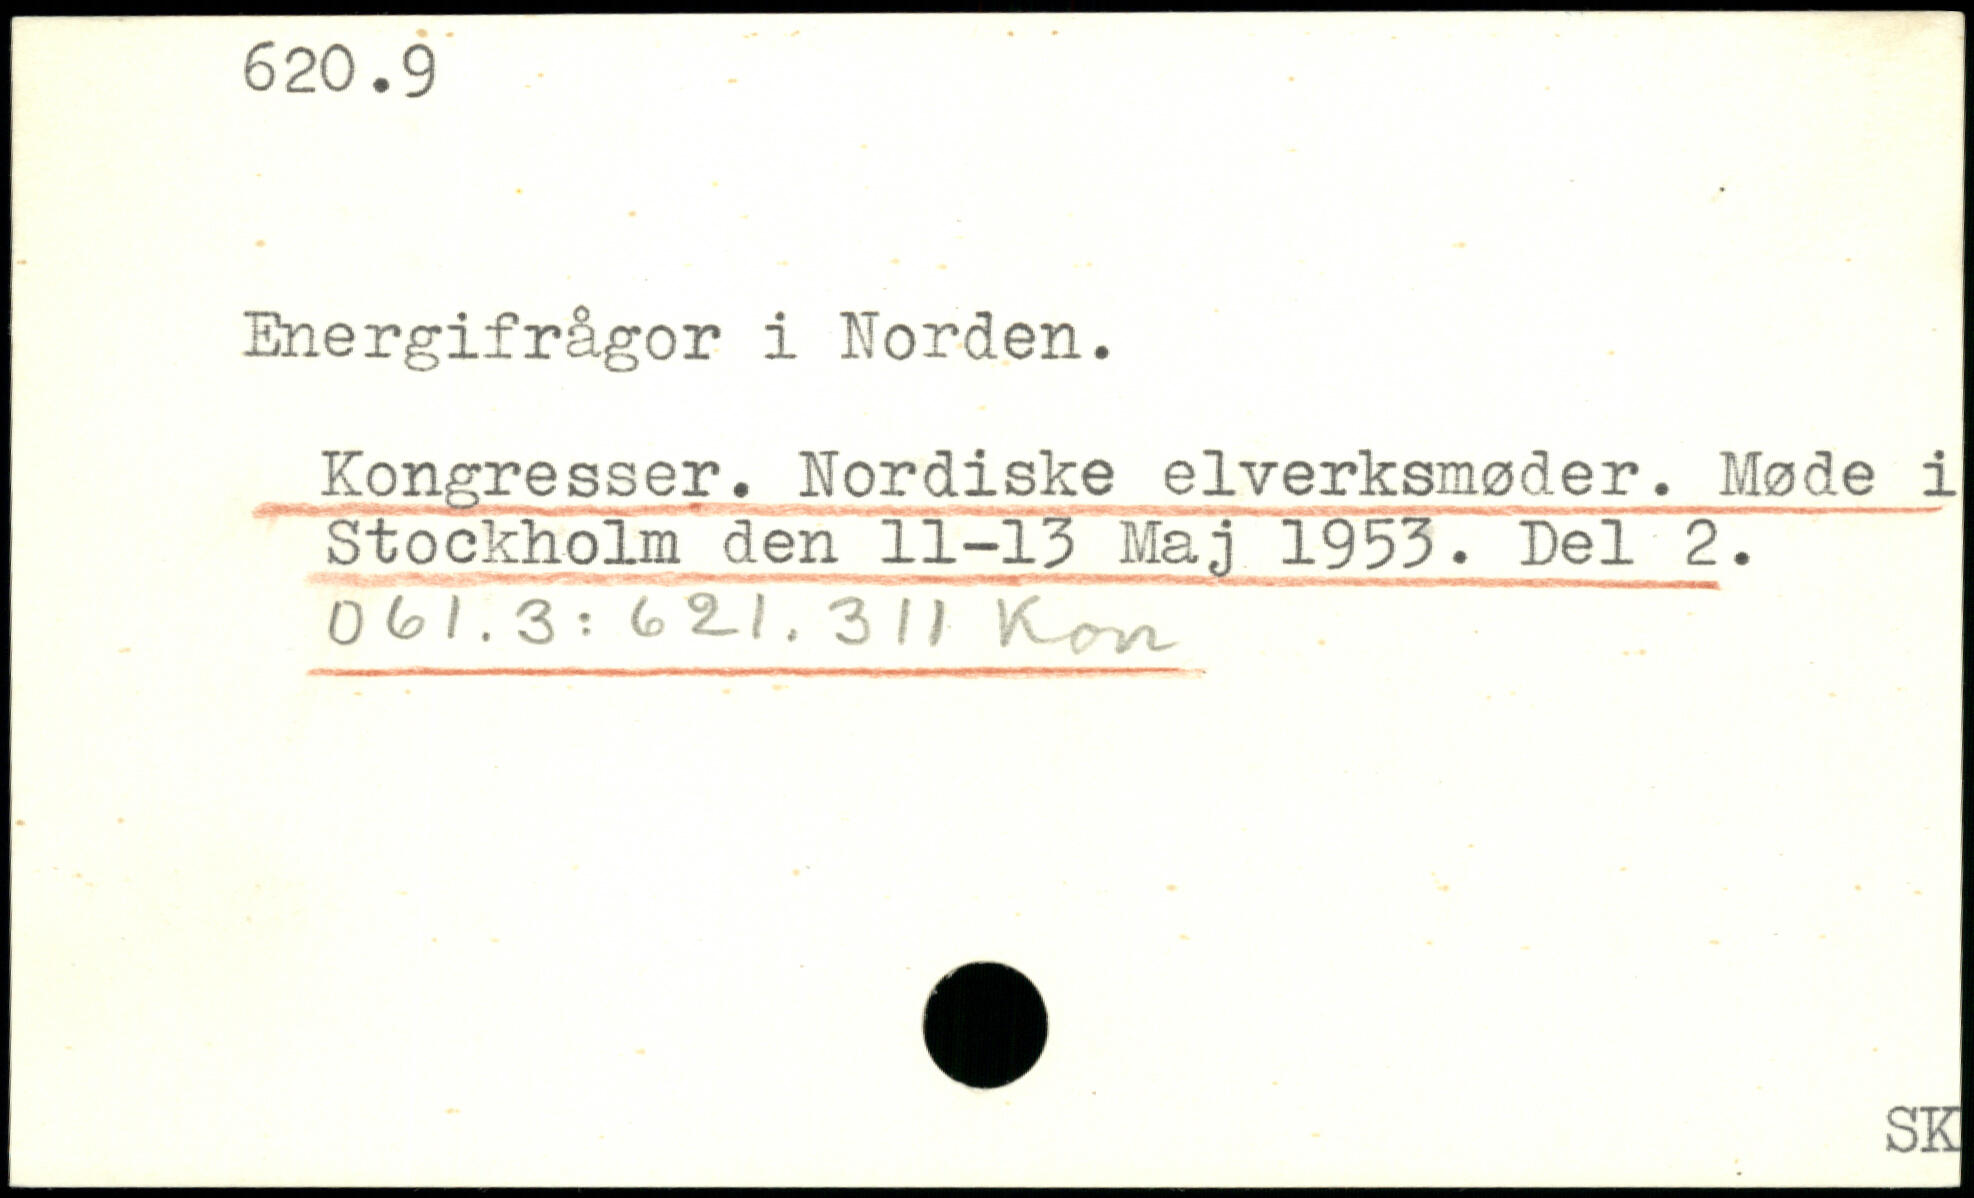 620.9
Energifrågor i Norden.
Kongresser. Nordiske elverksmøder. Møde i
Stockholm den 11-13 Maj 1953. Del 2.
061.3:621.311 Kon
SK